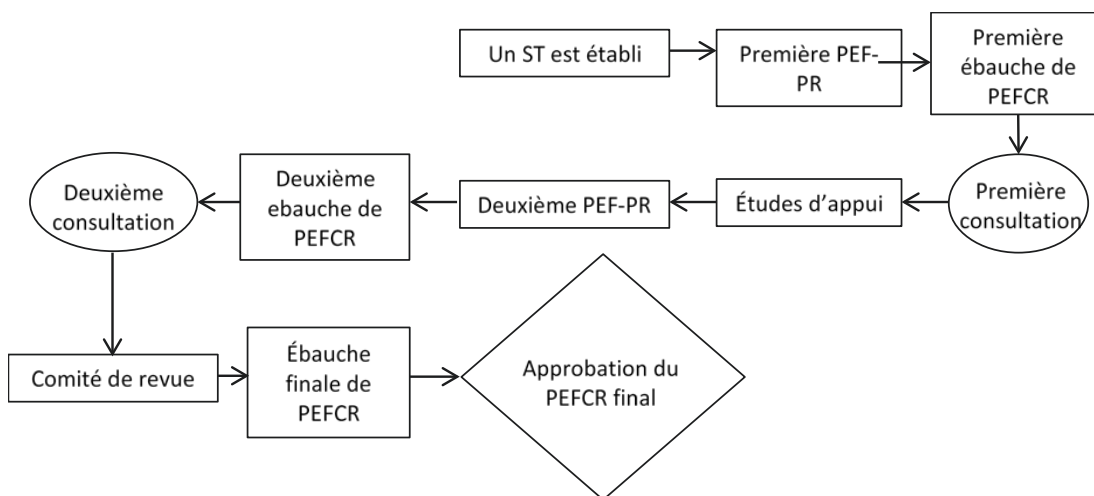 Un ST est établi
Première PEF-
PR
Première
ébauche de
PEFCR
Première
consultation
Études d'appui
Deuxième PEF-PR
Deuxième
ebauche de
PEFCR
Deuxième
consultation
Comité de revue
Ébauche
finale de
PEFCR
Approbation du
PEFCR final